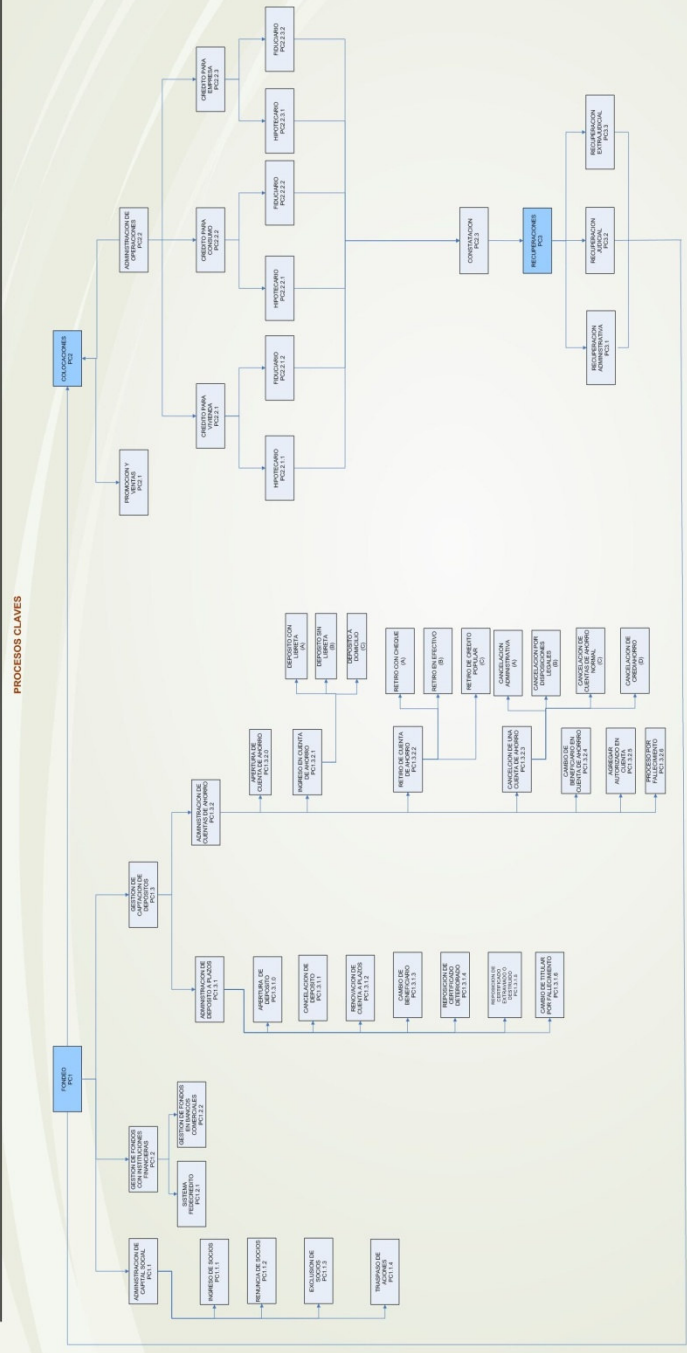 PROCESOS CLAVES
FONDEO
PC1
ADMINISTRACION DE
CAPITAL SOCIAL
PC1.1
INGRESO DE SOCIOS
PC1.1.1
RENUNCIA DE SOCIOS
PC1.1.2
EXCLUSION DE
SOCIOS
PC1.1.3
TRASPASO DE
ACCIONES
PC1.1.4
GESTION DE FONDOS
CON INSTITUCIONES
FINANCIERAS
PC1.2
SISTEMA
FEDECREDITO
PC1.2.1
GESTION DE FONDOS
EN BANCOS
COMERCIALES
PC1.2.2
GESTION DE
CAPTACION DE
DEPOSITOS
PC1.3
ADMINISTRACION DE
DEPOSITO A PLAZOS
PC1.3.1
APERTURA DE
DEPOSITO
PC1.3.1.0
CANCELACION DE
DEPOSITO
PC1.3.1.1
RENOVACION DE
CUENTA A PLAZOS
PC1.3.1.2
CAMBIO DE
BENEFICIARIO
PC1.3.1.3
REPOSICION DE
CERTIFICADO
DETERIORADO
PC1.3.1.4
REPOSICION DE
CERTIFICADO
EXTRAVIADO O
DESTRUIDO
CAMBIO DE TITULAR
POR FALLECIMIENTO
PC1.3.1.6
ADMINISTRACION DE
CUENTAS DE AHORRO
PC1.3.2
APERTURA DE
CUENTA DE AHORRO
PC1.3.2.0
INGRESO EN CUENTA
DE AHORRO
PC1.3.2.1
DEPOSITO CON
LIBRETA
(A)
DEPOSITO SIN
LIBRETA
(B)
DEPOSITO A
DOMICILIO
(C)
RETIRO DE CUENTA
DE AHORRO
PC1.3.2.2
RETIRO CON CHEQUE
(A)
RETIRO EN EFECTIVO
(B)
RETIRO DE CREDITO
POPULAR
(C)
CANCELCION DE UNA
CUENTA DE AHORRO
PC1.3.2.3
CANCELACION
ADMINISTRATIVA
(A)
CANCELACION POR
DISPOSICIONES
LEGALES
(B)
CANCELACION DE
CUENTAS DE AHORRO
NORMAL
(C)
CANCELACION DE
CREDIAHORRO
(D)
CAMBIO DE
BENEFICIARIO EN
CUENTA DE AHORRRO
PC1.3.2.4
AGREGAR
AUTORIZADO EN
CUENTA
PC1.3.2.5
PROCESO POR
FALLECIMIENTO
PC1.3.2.6
COLOCACIONES
PC2
PROMOCION Y
VENTAS
PC2.1
ADMINISTRACION DE
OPERACIONES
PC2.2
CREDITO PARA
VIVIENDA
PC2.2.1
HIPOTECARIO
PC2.2.1.1
FIDUCIARIO
PC2.2.1.2
CREDITO PARA
CONSUMO
PC2.2.2
HIPOTECARIO
PC2.2.2.1
FIDUCIARIO
PC2.2.2.2
CREDITO PARA
EMPRESA
PC2.2.3
HIPOTECARIO
PC2.2.3.1
FIDUCIARIO
PC2.2.3.2
CONSTATACION
PC2.3
RECUPERACIONES
PC3
RECUPERACION
ADMINISTRATIVA
PC3.1
RECUPERACION
JUDICIAL
PC3.2
RECUPERACION
EXTRAJUDICIAL
PC3.3